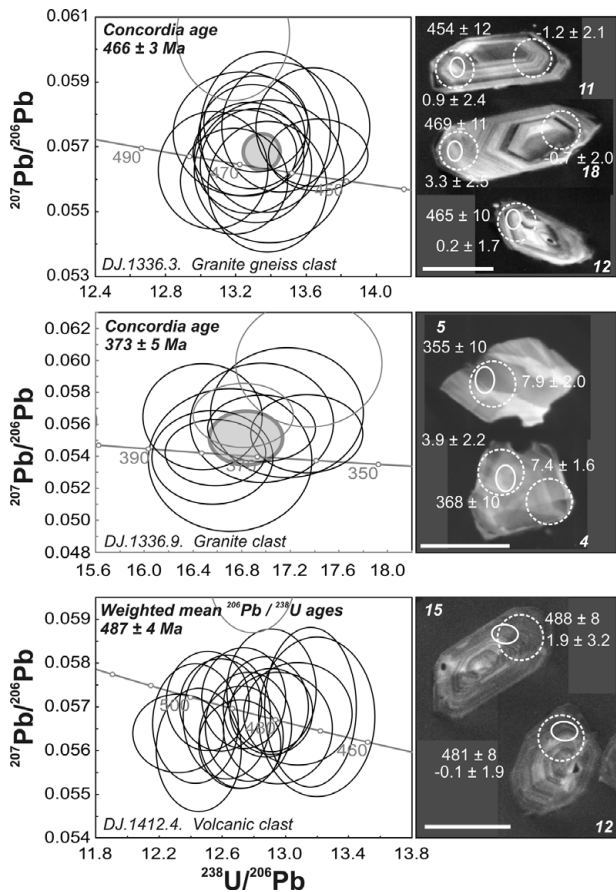 0.061
0.059
0.057
0.055
0.053
²⁰⁷Pb/²⁰⁶Pb
Concordia age
466 ± 3 Ma
490
470
450
DJ.1336.3. Granite gneiss clast
12.4 12.8 13.2 13.6 14.0
454 ± 12
-1.2 ± 2.1
11
0.9 ± 2.4
469 ± 11
-0.7 ± 2.0
18
3.3 ± 2.5
465 ± 10
0.2 ± 1.7
12
0.062
0.060
0.058
0.056
0.054
0.052
0.050
0.048
²⁰⁷Pb/²⁰⁶Pb
Concordia age
373 ± 5 Ma
390
370
350
DJ.1336.9. Granite clast
15.6 16.0 16.4 16.8 17.2 17.6 18.0
5
355 ± 10
7.9 ± 2.0
3.9 ± 2.2
7.4 ± 1.6
368 ± 10
4
0.059
0.058
0.057
0.056
0.055
0.054
²⁰⁷Pb/²⁰⁶Pb
Weighted mean ²⁰⁶Pb / ²³⁸U ages
487 ± 4 Ma
500
480
460
DJ.1412.4. Volcanic clast
11.8 12.2 12.6 13.0 13.4 13.8
²³⁸U/²⁰⁶Pb
15
488 ± 8
1.9 ± 3.2
481 ± 8
-0.1 ± 1.9
12